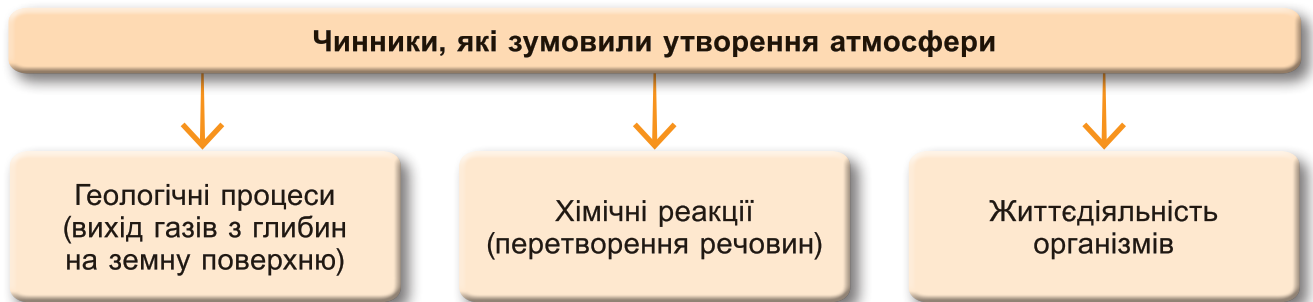 Чинники, які зумовили утворення атмосфери
Геологічні процеси
(вихід газів з глибин
на земну поверхню)
Хімічні реакції
(перетворення речовин)
Життєдіяльність
організмів